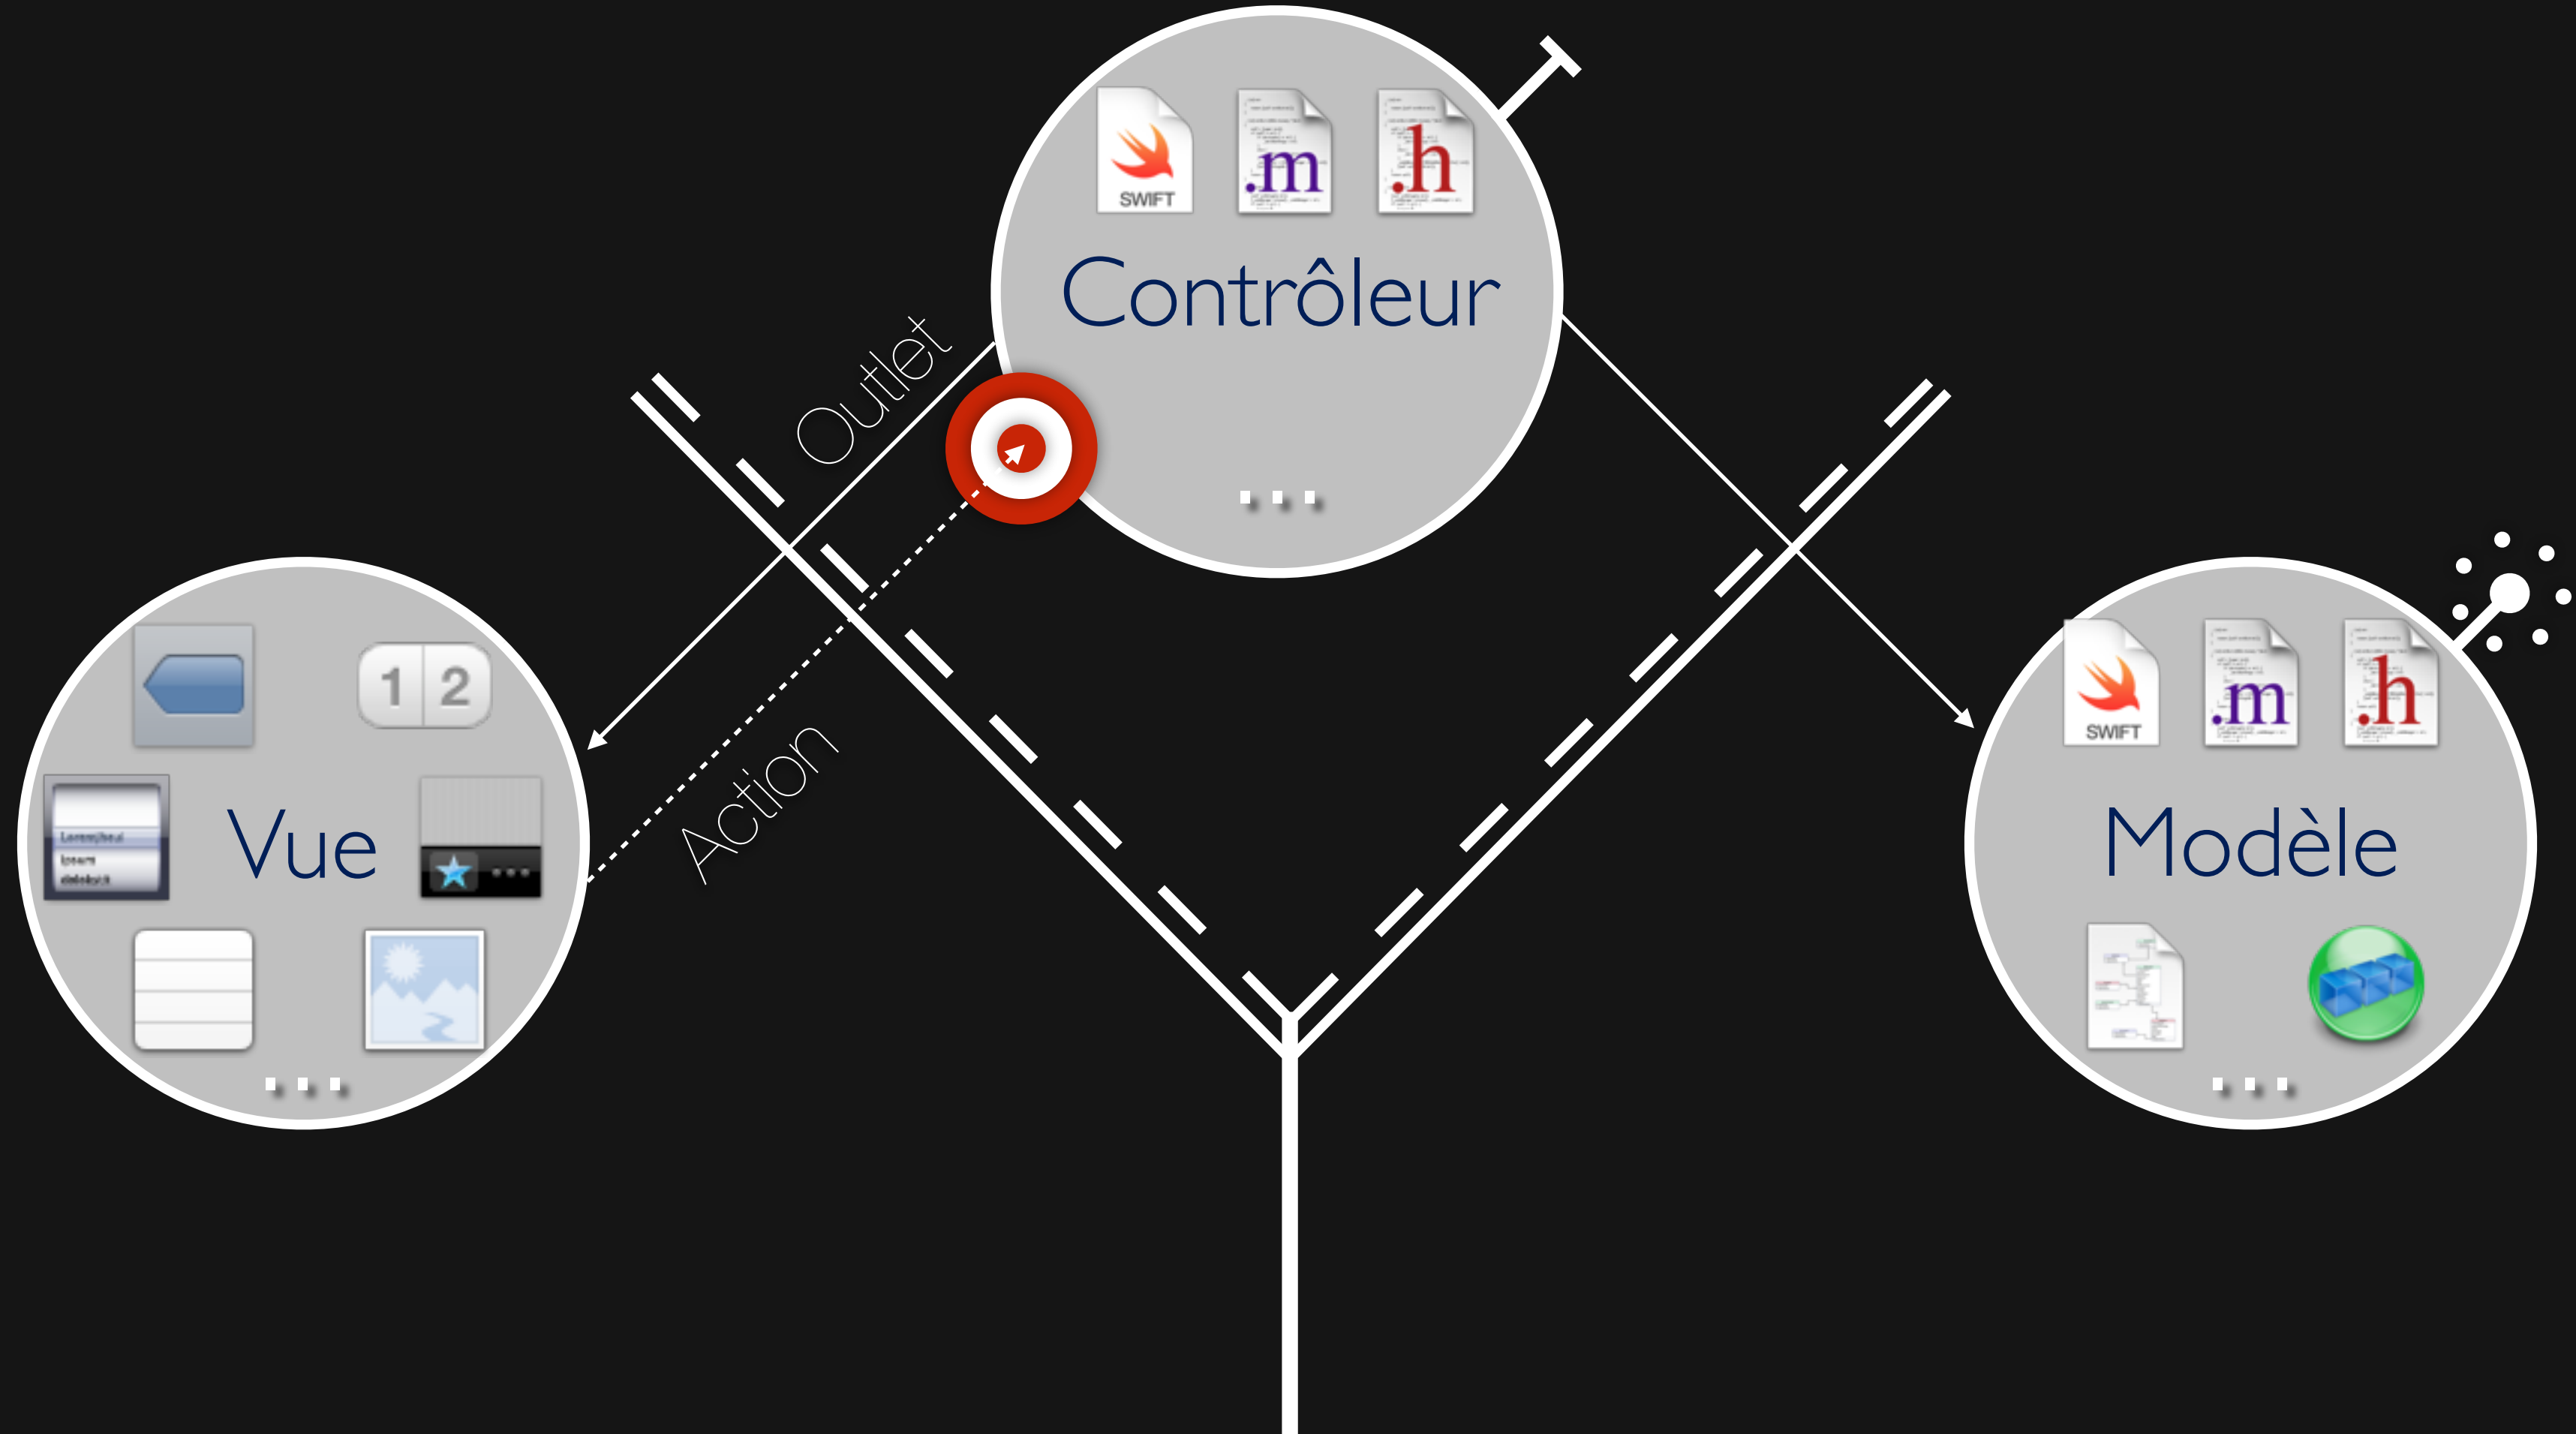 SWIFT
.m
.h
Contrôleur
...
Outlet
Action
1 2
Vue
...
SWIFT
.m
.h
Modèle
...